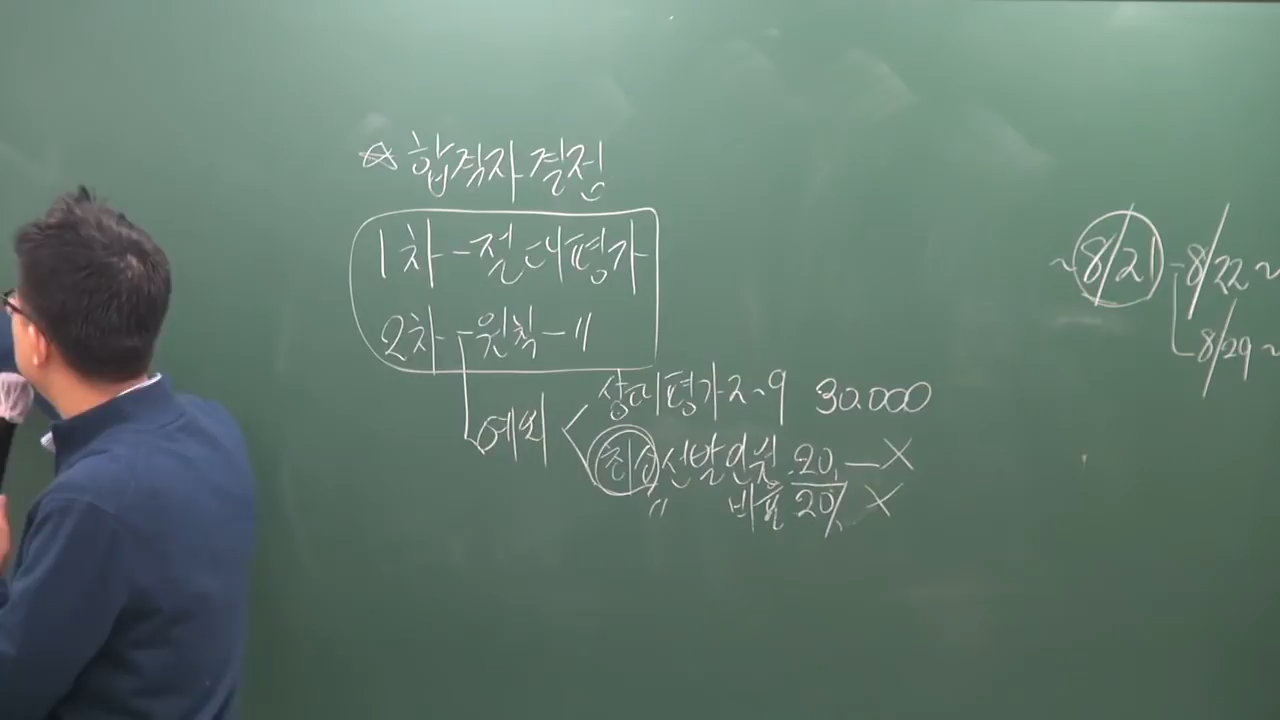 ☆ 합격자 결정
1차 - 절대평가
2차 - 원칙 - 〃
예외
상대평가 2~9 30.000
최소선발인원 20 - X
〃 비율 20% X
~8/21 - 8/22 ~
8/29 ~